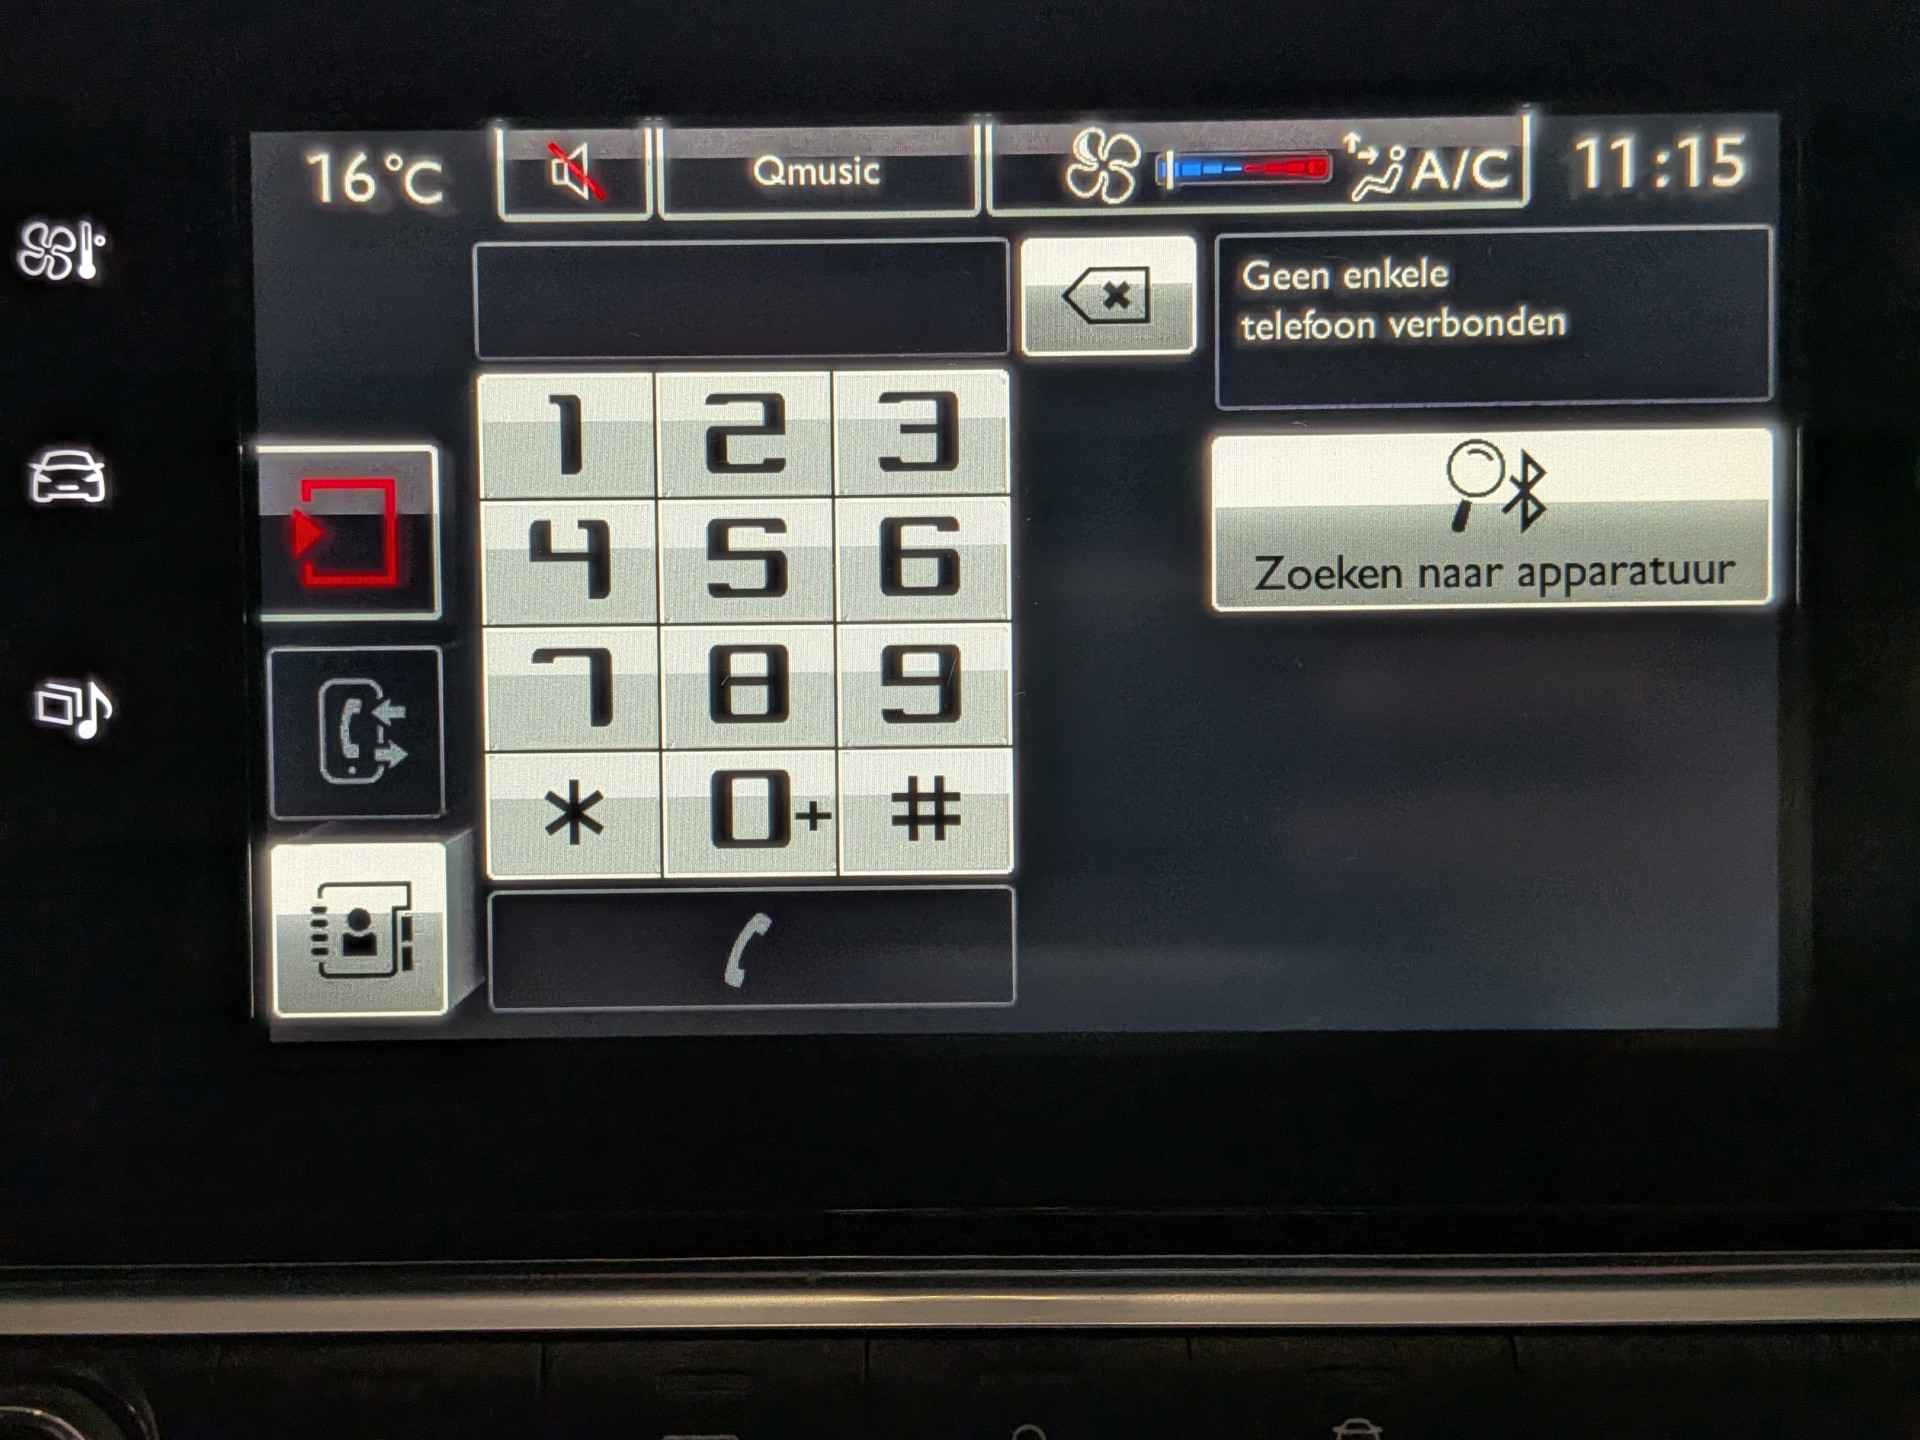 16°C
Qmusic
A/C
11:15
Geen enkele
telefoon verbonden
1 2 3
Zoeken naar apparatuur
4 5 6
7 8 9
* 0+ #